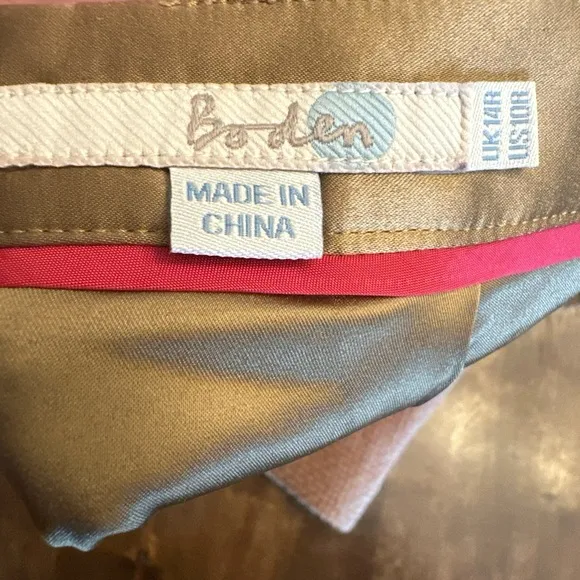 Boden
UK14R
US10R
MADE IN
CHINA